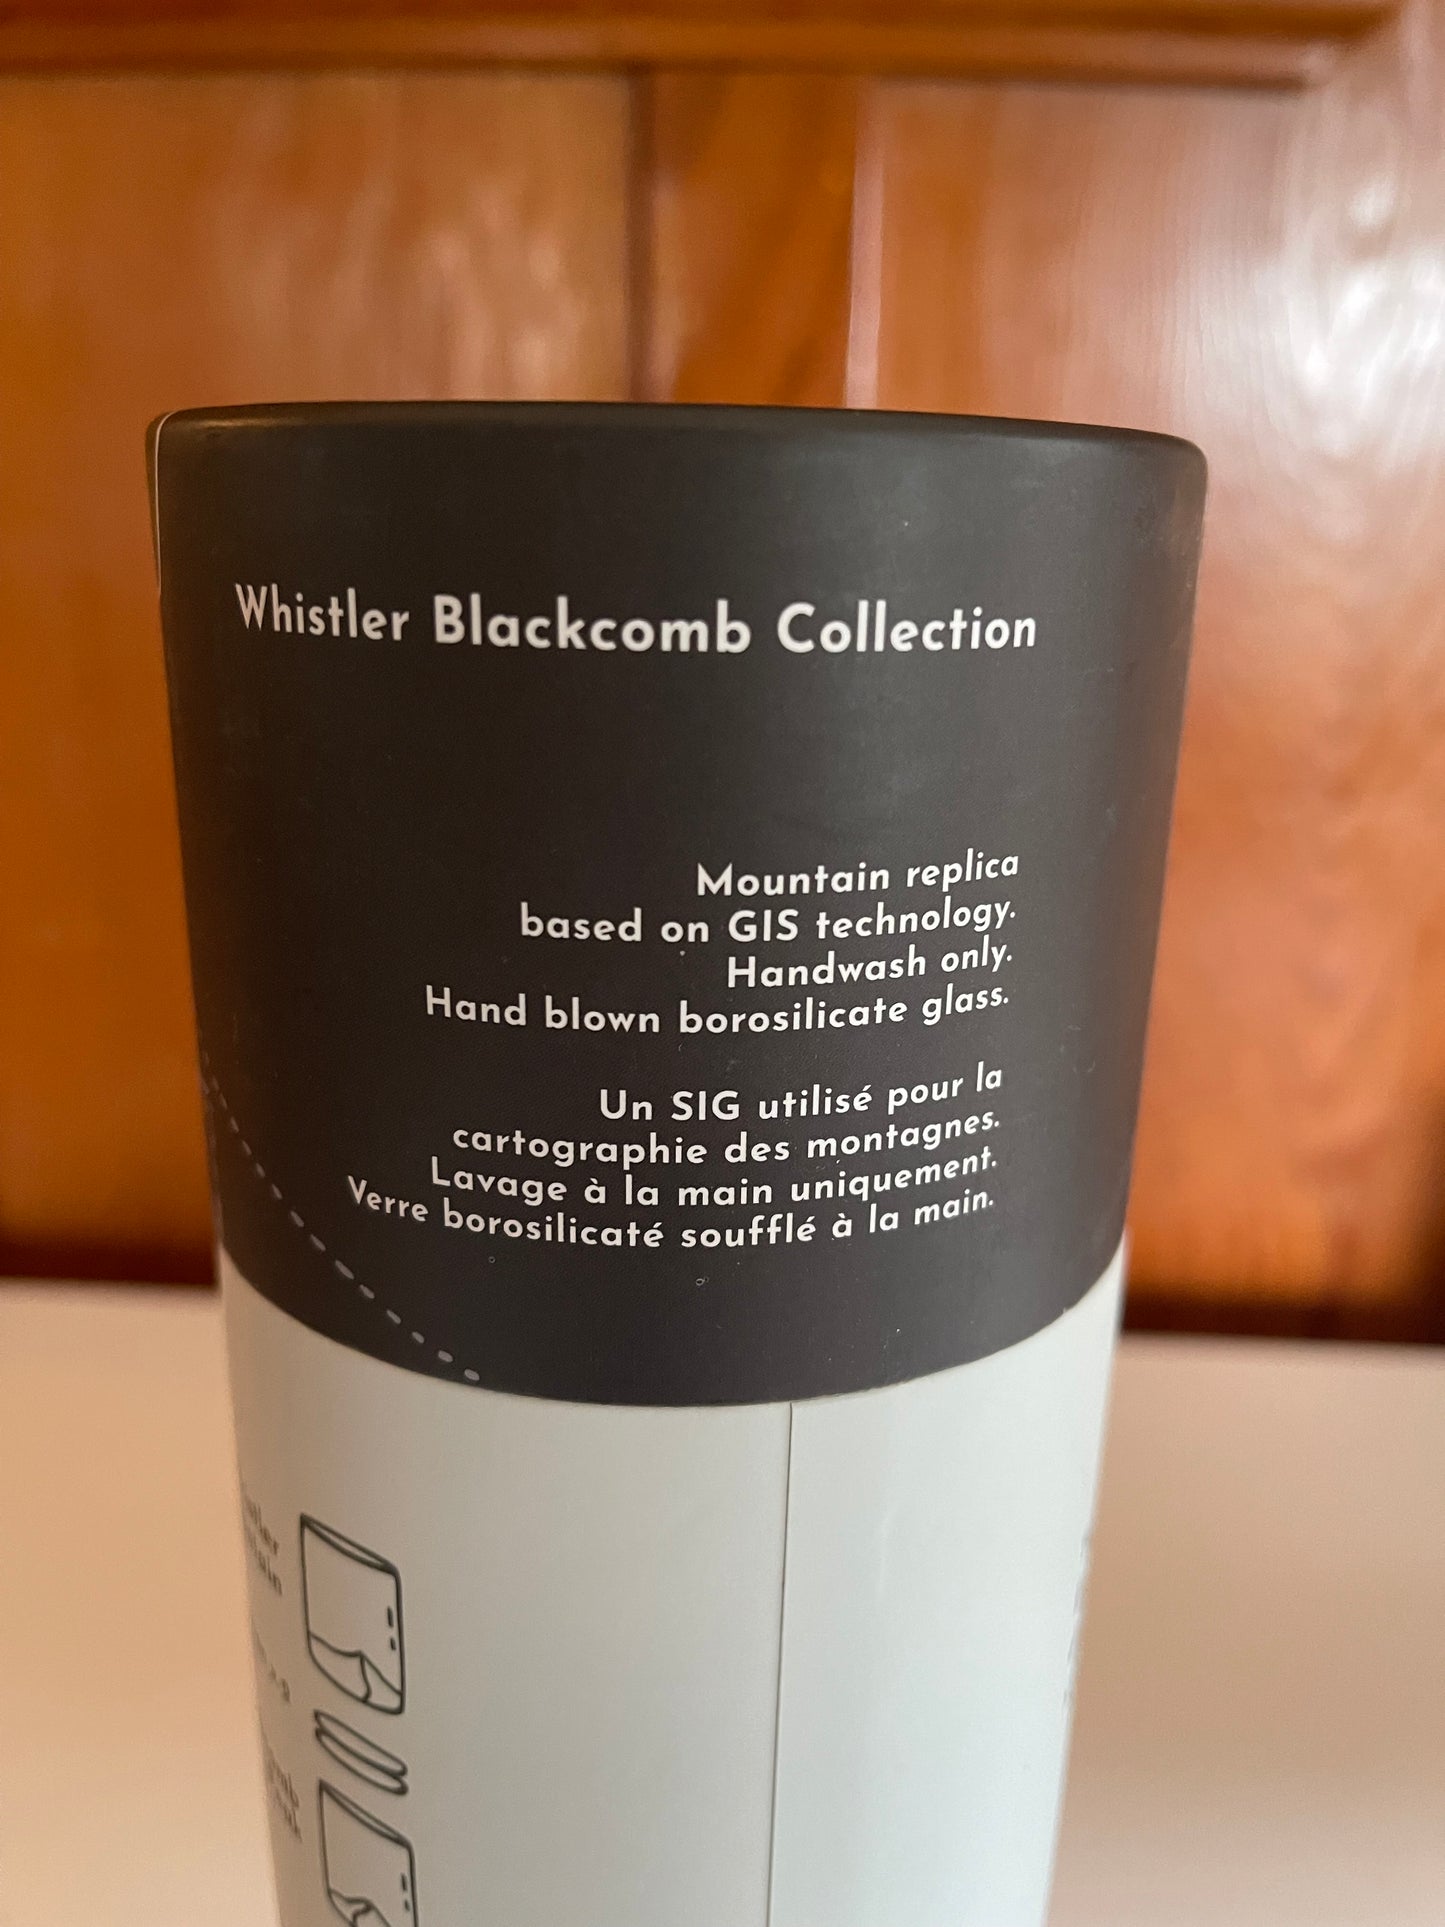 Whistler Blackcomb Collection
Mountain replica
based on GIS technology.
Handwash only.
Hand blown borosilicate glass.
Un SIG utilisé pour la
cartographie des montagnes.
Lavage à la main uniquement.
Verre borosilicaté soufflé à la main.